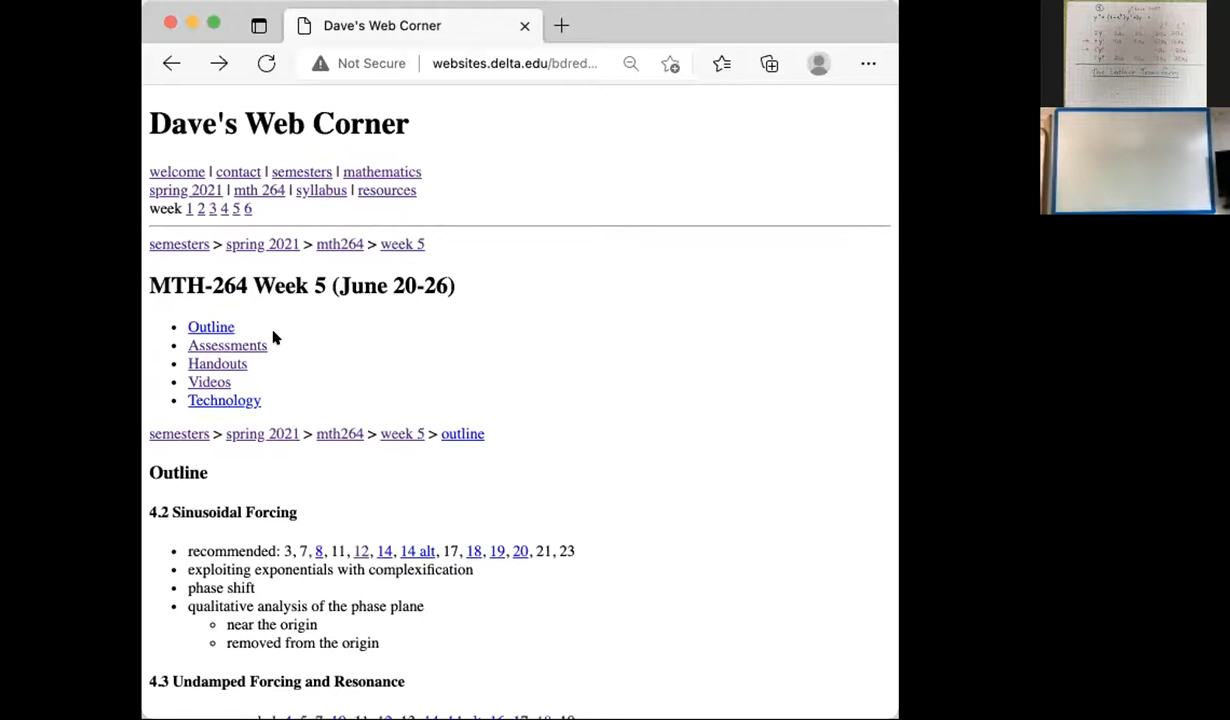 Dave's Web Corner
Not Secure | websites.delta.edu/bdred...
Dave's Web Corner
welcome | contact | semesters | mathematics
spring 2021 | mth 264 | syllabus | resources
week 1 2 3 4 5 6
semesters > spring 2021 > mth264 > week 5
MTH-264 Week 5 (June 20-26)
• Outline
• Assessments
• Handouts
• Videos
• Technology
semesters > spring 2021 > mth264 > week 5 > outline
Outline
4.2 Sinusoidal Forcing
• recommended: 3, 7, 8, 11, 12, 14, 14 alt, 17, 18, 19, 20, 21, 23
• exploiting exponentials with complexification
• phase shift
• qualitative analysis of the phase plane
◦ near the origin
◦ removed from the origin
4.3 Undamped Forcing and Resonance
The Laplace Transform